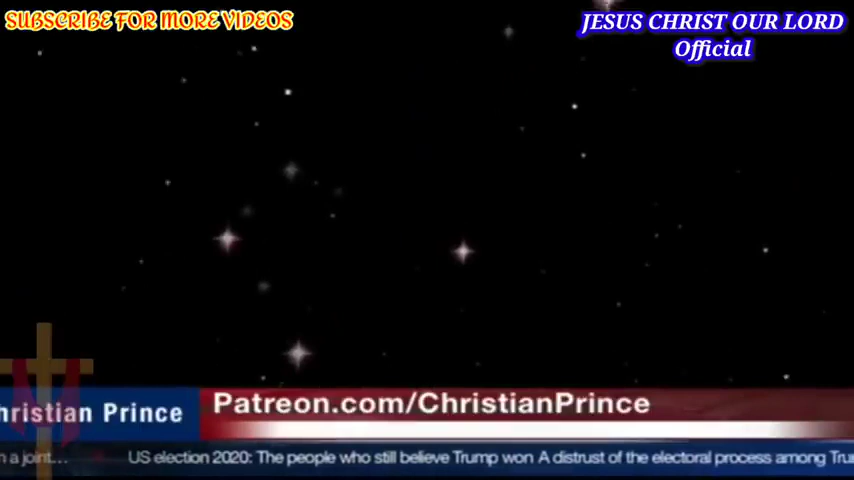 SUBSCRIBE FOR MORE VIDEOS
JESUS CHRIST OUR LORD
Official
Patreon.com/ChristianPrince
hristian Prince
n a joint... US election 2020: The people who still believe Trump won A distrust of the electoral process among Tru